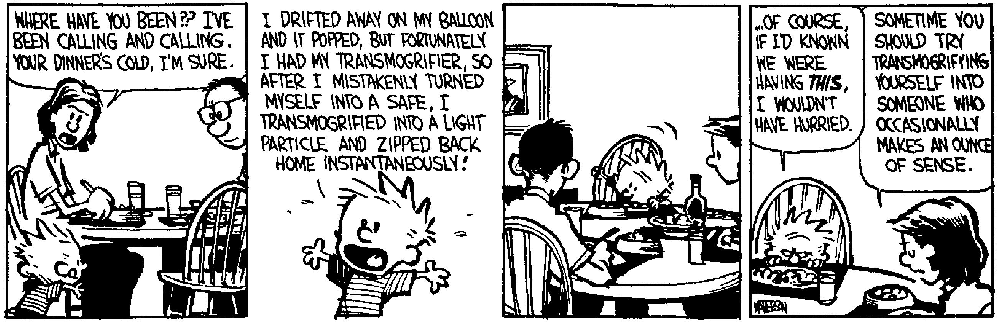 WHERE HAVE YOU BEEN?? I'VE
BEEN CALLING AND CALLING.
YOUR DINNER'S COLD, I'M SURE.
I DRIFTED AWAY ON MY BALLOON
AND IT POPPED, BUT FORTUNATELY
I HAD MY TRANSMOGRIFIER, SO
AFTER I MISTAKENLY TURNED
MYSELF INTO A SAFE, I
TRANSMOGRIFIED INTO A LIGHT
PARTICLE AND ZIPPED BACK
HOME INSTANTANEOUSLY!
...OF COURSE,
IF I'D KNOWN
WE WERE
HAVING THIS,
I WOULDN'T
HAVE HURRIED.
SOMETIME YOU
SHOULD TRY
TRANSMOGRIFYING
YOURSELF INTO
SOMEONE WHO
OCCASIONALLY
MAKES AN OUNCE
OF SENSE.
WATTERSON